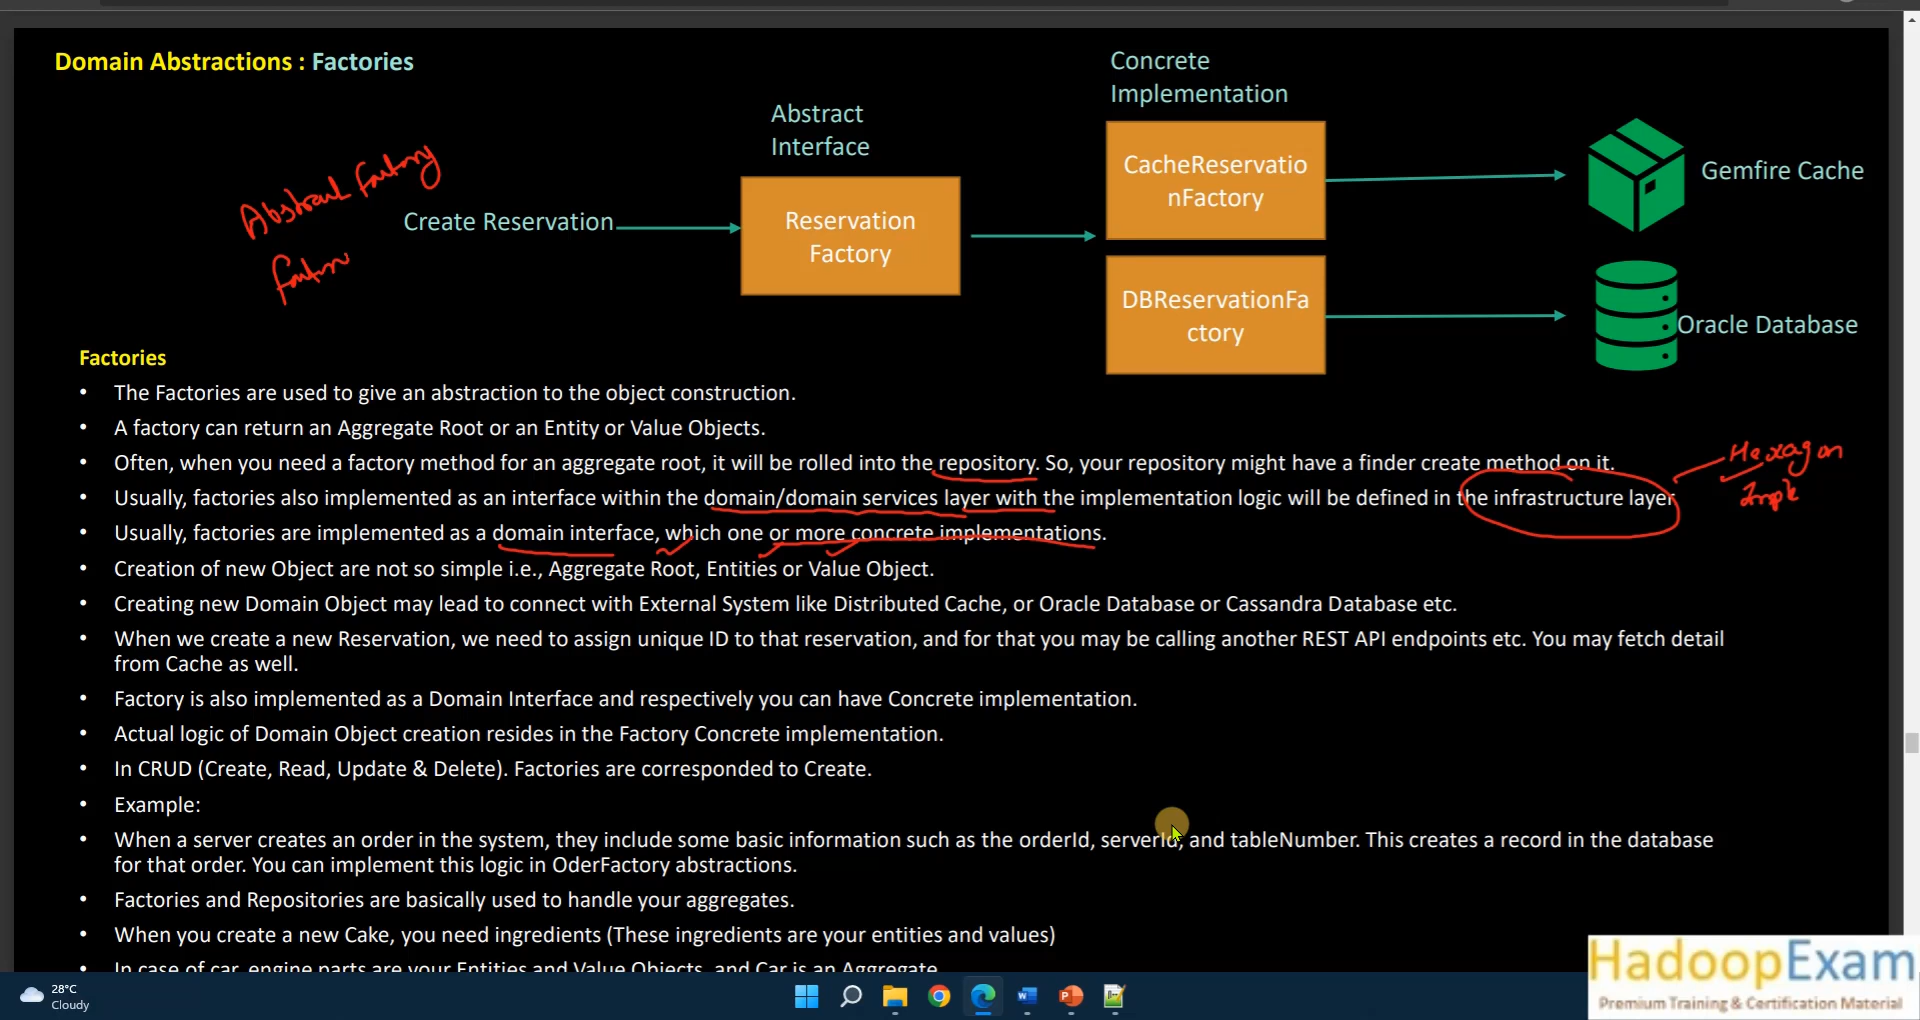 Domain Abstractions : Factories
Concrete
Implementation
Abstract
Interface
Abstract Factory
Create Reservation
Reservation
Factory
CacheReservatio
nFactory
Gemfire Cache
DBReservationFa
ctory
Oracle Database
Factories
• The Factories are used to give an abstraction to the object construction.
• A factory can return an Aggregate Root or an Entity or Value Objects.
• Often, when you need a factory method for an aggregate root, it will be rolled into the repository. So, your repository might have a finder create method on it.
Hexagon
• Usually, factories also implemented as an interface within the domain/domain services layer with the implementation logic will be defined in the infrastructure layer
• Usually, factories are implemented as a domain interface, which one or more concrete implementations.
• Creation of new Object are not so simple i.e., Aggregate Root, Entities or Value Object.
• Creating new Domain Object may lead to connect with External System like Distributed Cache, or Oracle Database or Cassandra Database etc.
• When we create a new Reservation, we need to assign unique ID to that reservation, and for that you may be calling another REST API endpoints etc. You may fetch detail
from Cache as well.
• Factory is also implemented as a Domain Interface and respectively you can have Concrete implementation.
• Actual logic of Domain Object creation resides in the Factory Concrete implementation.
• In CRUD (Create, Read, Update & Delete). Factories are corresponded to Create.
• Example:
• When a server creates an order in the system, they include some basic information such as the orderId, serverId, and tableNumber. This creates a record in the database
for that order. You can implement this logic in OderFactory abstractions.
• Factories and Repositories are basically used to handle your aggregates.
• When you create a new Cake, you need ingredients (These ingredients are your entities and values)
• In case of car, engine parts are your Entities and Value Objects, and Car is an Aggregate
HadoopExam
Premium Training & Certification Material
28°C
Cloudy